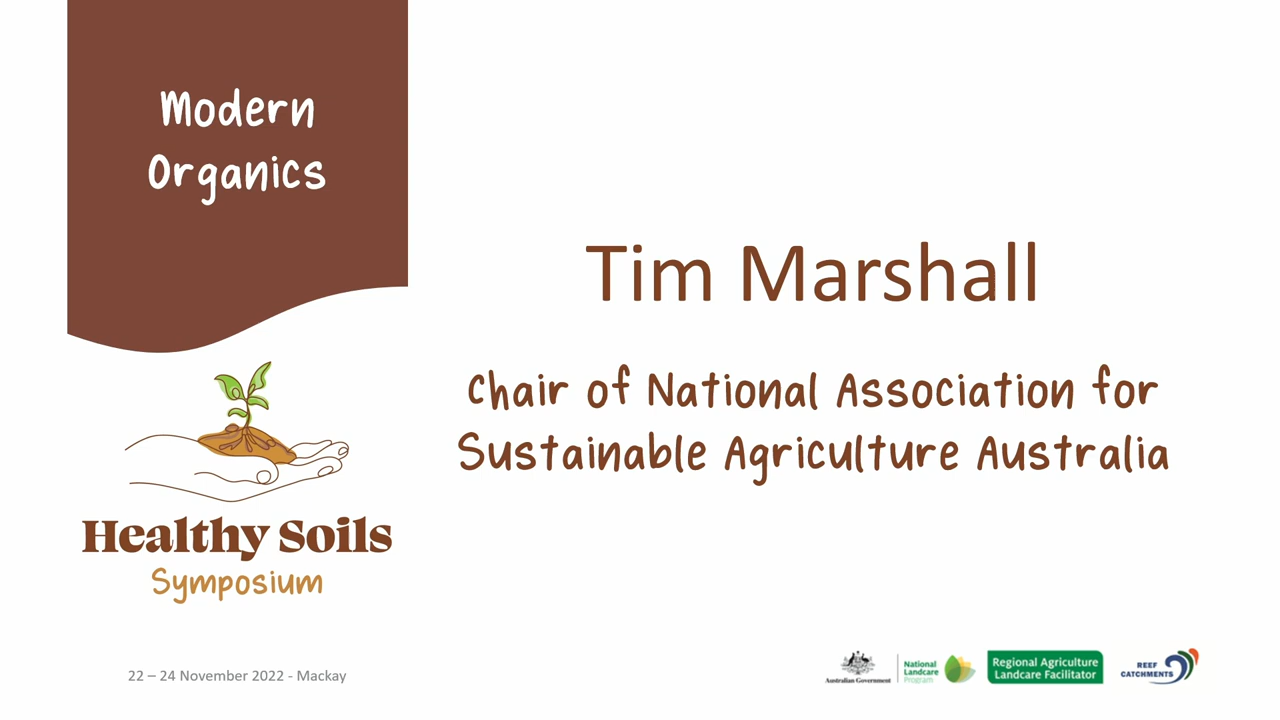 Modern
Organics
Tim Marshall
Chair of National Association for
Sustainable Agriculture Australia
Healthy Soils
Symposium
22 – 24 November 2022 - Mackay
Australian Government
National
Landcare
Program
Regional Agriculture
Landcare Facilitator
REEF
CATCHMENTS